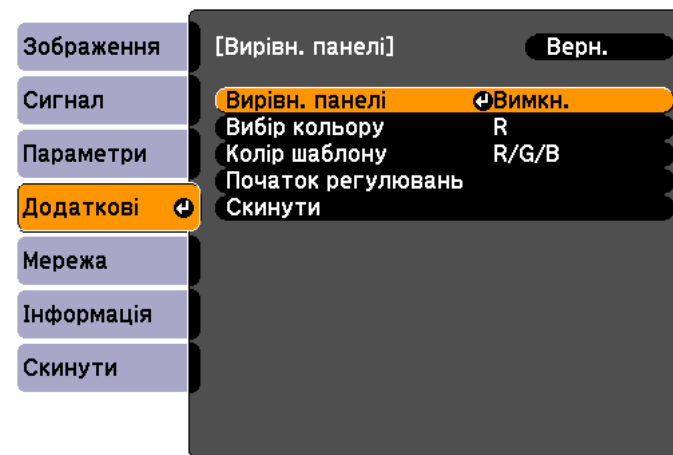 Зображення
Сигнал
Параметри
Додаткові
Мережа
Інформація
Скинути
[Вирівн. панелі] Верн.
Вирівн. панелі Вимкн.
Вибір кольору R
Колір шаблону R/G/B
Початок регулювань
Скинути